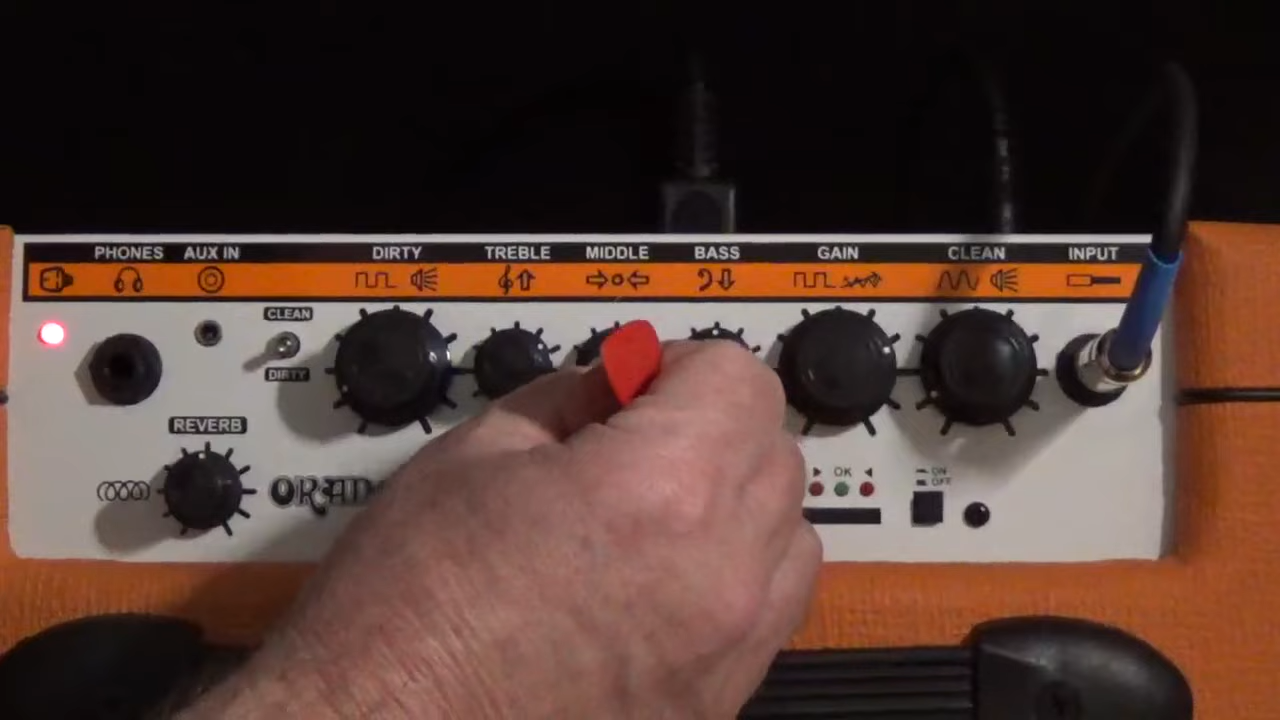 PHONES AUX IN DIRTY TREBLE MIDDLE BASS GAIN CLEAN INPUT
CLEAN
DIRTY
REVERB
OK
ON
OFF